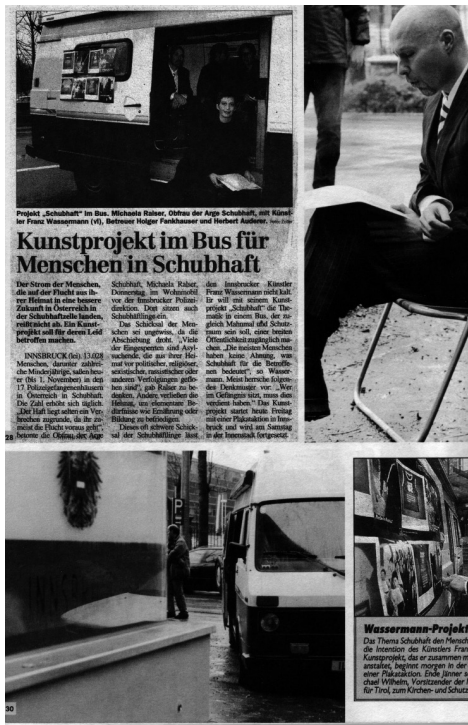 Projekt „Schubhaft" im Bus. Michaela Raiser, Obfrau der Arge Schubhaft, mit Künst-
ler Franz Wassermann (vl), Betreuer Holger Fankhauser und Herbert Auderer.
Kunstprojekt im Bus für
Menschen in Schubhaft
Der Strom der Menschen,
die auf der Flucht aus ih-
rer Heimat in eine bessere
Zukunft in Österreich in
der Schubhaftzelle landen,
reißt nicht ab. Ein Kunst-
projekt soll für deren Leid
betroffen machen.
INNSBRUCK (lei). 13.028
Menschen, darunter zahlrei-
che Minderjährige, saßen heu-
er (bis 1. November) in den
17 Polizeigefangenenhäusern
in Österreich in Schubhaft.
Die Zahl erhöht sich täglich.
„Der Haft liegt selten ein Ver-
brechen zugrunde, da ihr zu-
meist die Flucht voraus geht",
betonte die Obfrau der Arge
Schubhaft, Michaela Raiser,
Donnerstag im Wohnmobil
vor der Innsbrucker Polizei-
direktion. Dort sitzen auch
Schubhäftlinge ein.
Das Schicksal der Men-
schen sei ungewiss, da die
Abschiebung droht. „Viele
der Eingesperrten sind Asyl-
suchende, die aus ihrer Hei-
mat vor politischer, religiöser,
sexistischer, rassistischer oder
anderen Verfolgungen geflo-
hen sind", gab Raiser zu be-
denken. Andere verließen die
Heimat, um elementare Be-
dürfnisse wie Ernährung oder
Bildung zu befriedigen.
Dieses oft schwere Schick-
sal der Schubhäftlinge lässt
den Innsbrucker Künstler
Franz Wassermann nicht kalt.
Er will mit seinem Kunst-
projekt „Schubhaft" die The-
matik in einem Bus, der zu-
gleich Mahnmal und Schutz-
raum sein soll, einer breiten
Öffentlichkeit zugänglich ma-
chen. „Die meisten Menschen
haben keine Ahnung, was
Schubhaft für die Betroffe-
nen bedeutet", so Wasser-
mann. Meist herrsche folgen-
des Denkmuster vor: „Wer
im Gefängnis sitzt, muss dies
verdient haben." Das Kunst-
projekt startet heute Freitag
mit einer Plakataktion in Inns-
bruck und wird am Samstag
in der Innenstadt fortgesetzt.
28
P
Wassermann-Projekt
Das Thema Schubhaft den Mensch
die Intention des Künstlers Fran
Kunstprojekt, das er zusammen m
anstaltet, beginnt morgen in der
einer Plakataktion. Ende Jänner s
chael Wilhelm, Vorsitzender der
für Tirol, zum Kirchen- und Schutz
30